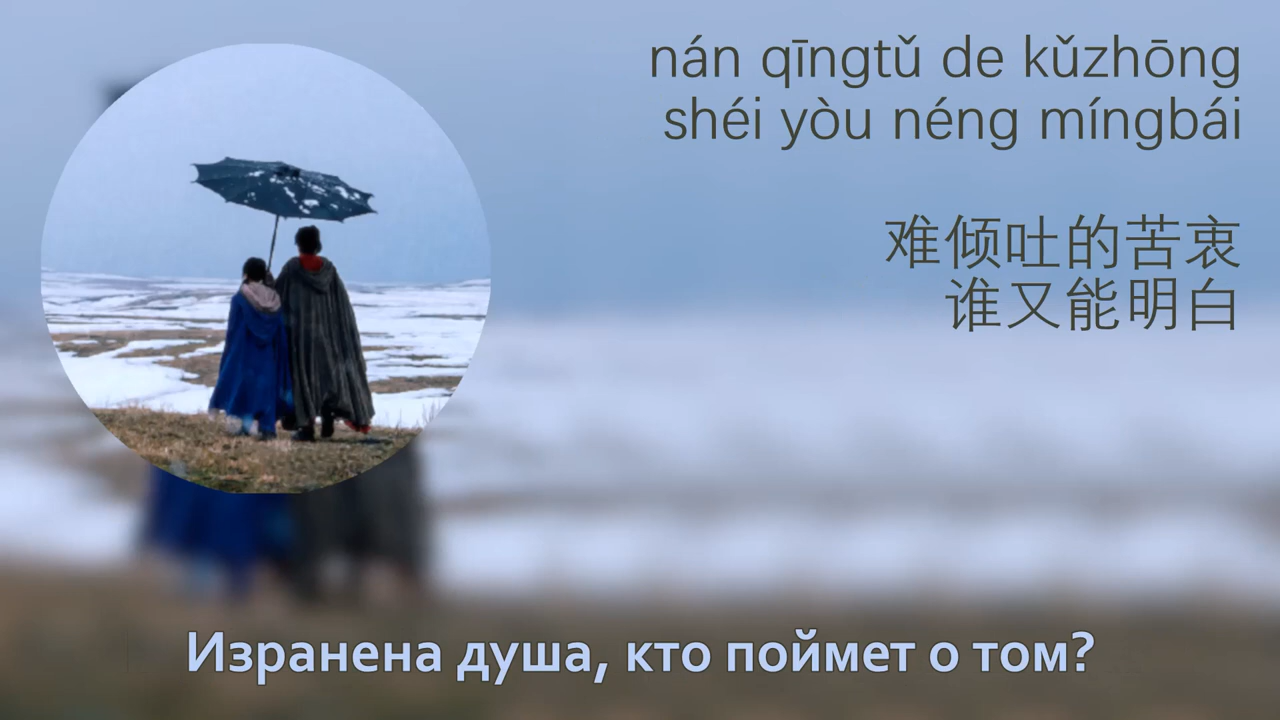 nán qīngtǔ de kǔzhōng
shéi yòu néng míngbái
难倾吐的苦衷
谁又能明白
Изранена душа, кто поймет о том?